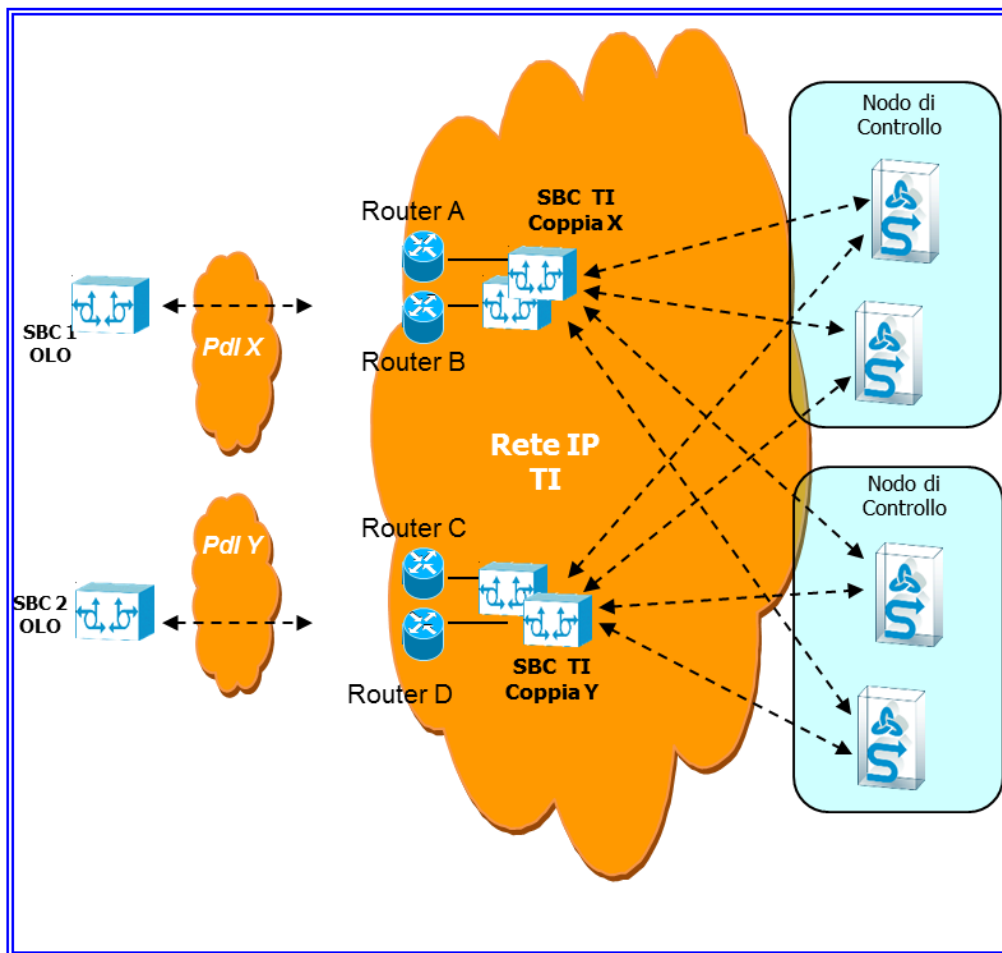 Nodo di
Controllo
SBC TI
Coppia X
Router A
SBC 1
OLO
PdI X
Router B
Rete IP
TI
Nodo di
Controllo
Router C
PdI Y
SBC 2
OLO
SBC TI
Coppia Y
Router D